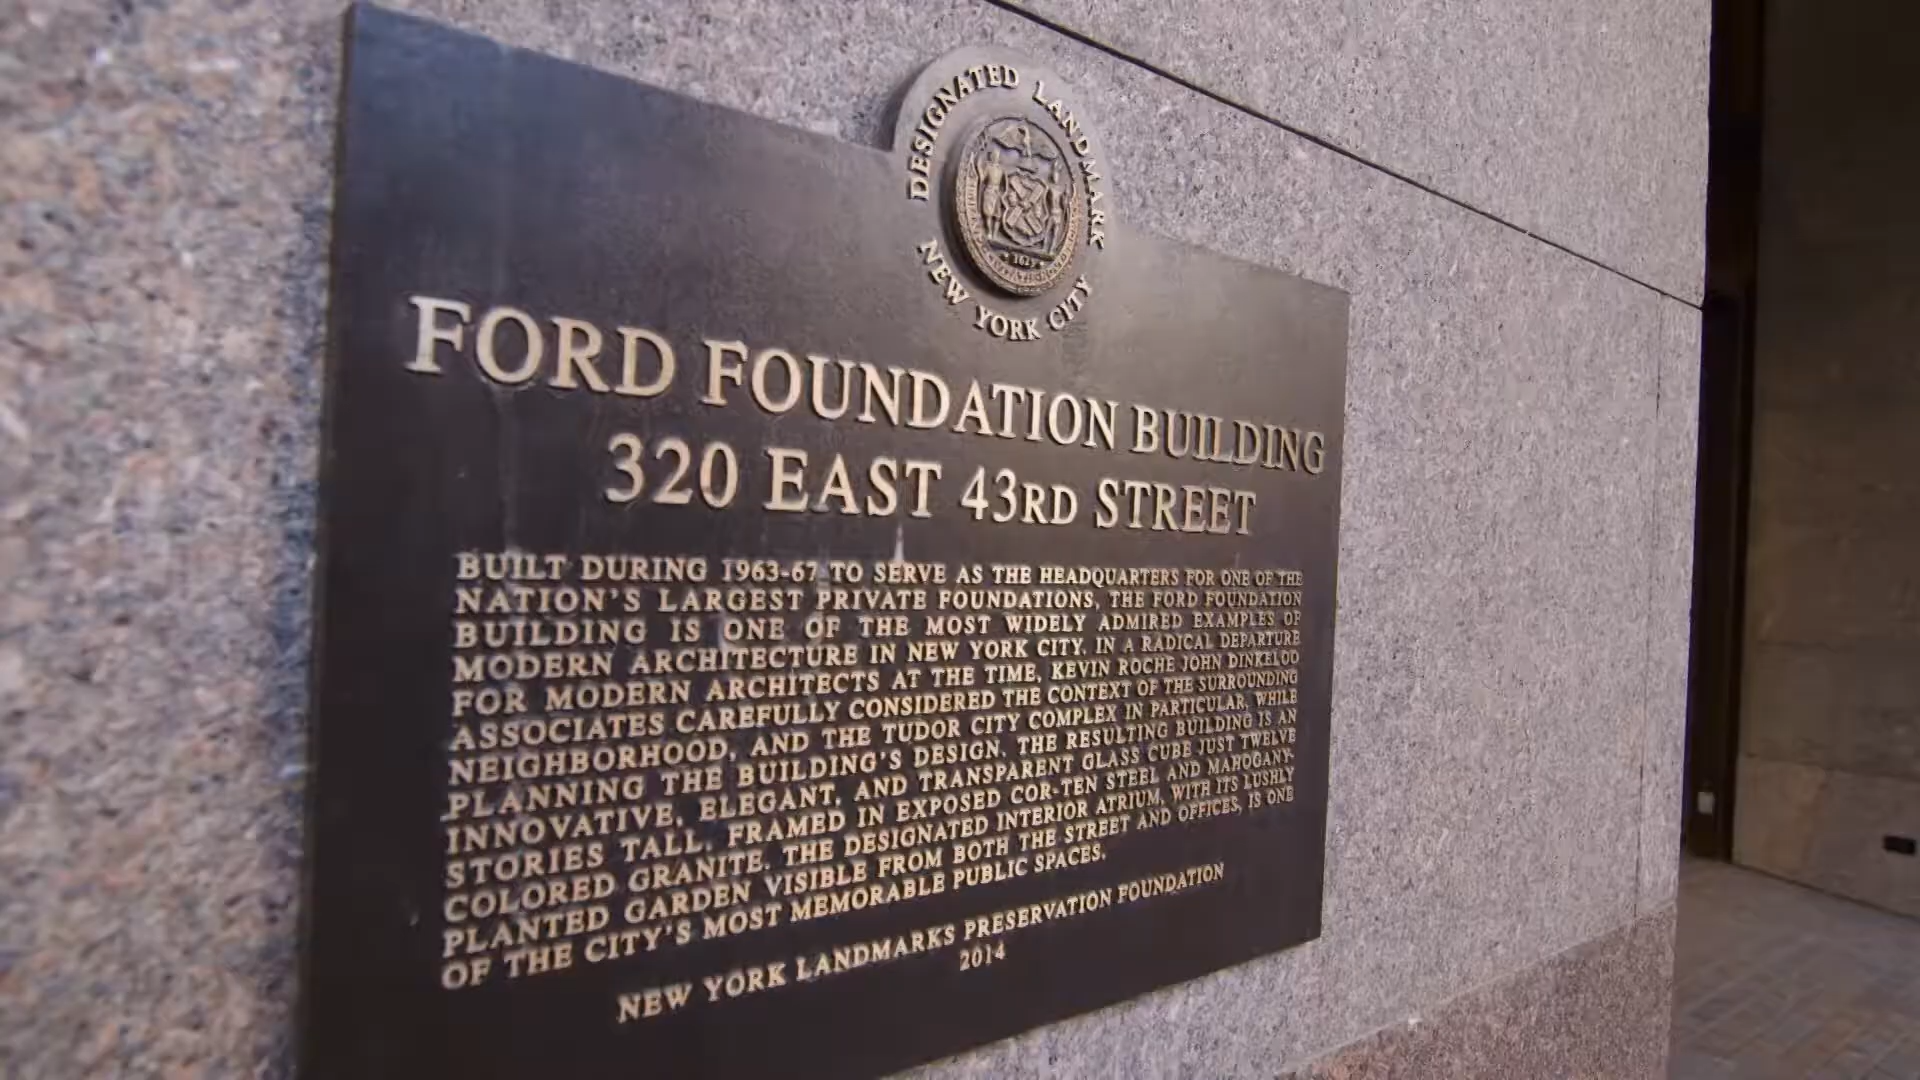 DESIGNATED LANDMARK
NEW YORK CITY
1625
FORD FOUNDATION BUILDING
320 EAST 43RD STREET
BUILT DURING 1963-67 TO SERVE AS THE HEADQUARTERS FOR ONE OF THE
NATION'S LARGEST PRIVATE FOUNDATIONS, THE FORD FOUNDATION
BUILDING IS ONE OF THE MOST WIDELY ADMIRED EXAMPLES OF
MODERN ARCHITECTURE IN NEW YORK CITY. IN A RADICAL DEPARTURE
FOR MODERN ARCHITECTS AT THE TIME, KEVIN ROCHE JOHN DINKELOO
ASSOCIATES CAREFULLY CONSIDERED THE CONTEXT OF THE SURROUNDING
NEIGHBORHOOD, AND THE TUDOR CITY COMPLEX IN PARTICULAR, WHILE
PLANNING THE BUILDING'S DESIGN. THE RESULTING BUILDING IS AN
INNOVATIVE, ELEGANT, AND TRANSPARENT GLASS CUBE JUST TWELVE
STORIES TALL, FRAMED IN EXPOSED COR-TEN STEEL AND MAHOGANY-
COLORED GRANITE. THE DESIGNATED INTERIOR ATRIUM, WITH ITS LUSHLY
PLANTED GARDEN VISIBLE FROM BOTH THE STREET AND OFFICES, IS ONE
OF THE CITY'S MOST MEMORABLE PUBLIC SPACES.
NEW YORK LANDMARKS PRESERVATION FOUNDATION
2014